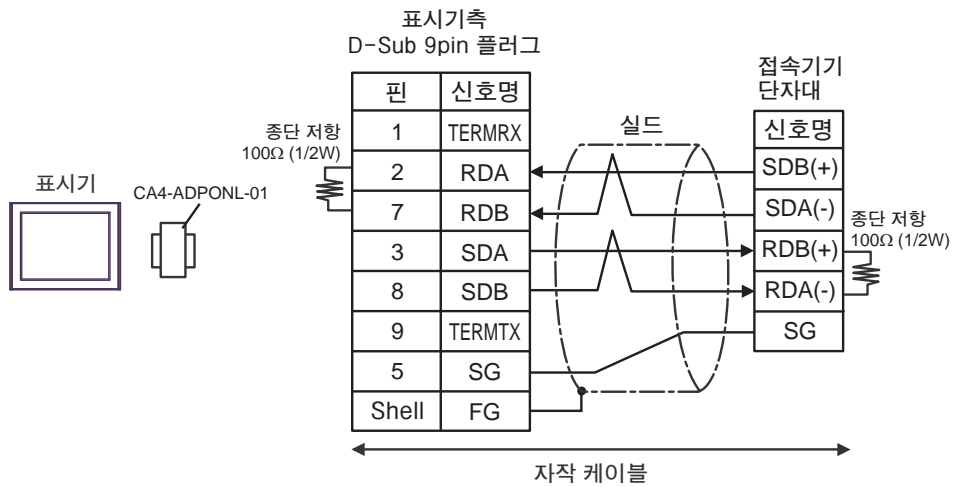 표시기측
D-Sub 9pin 플러그
접속기기
단자대
핀 신호명
1 TERMRX
2 RDA
7 RDB
3 SDA
8 SDB
9 TERMTX
5 SG
Shell FG
종단 저항
100Ω (1/2W)
표시기
CA4-ADPONL-01
실드
신호명
SDB(+)
SDA(-)
RDB(+)
RDA(-)
SG
종단 저항
100Ω (1/2W)
자작 케이블